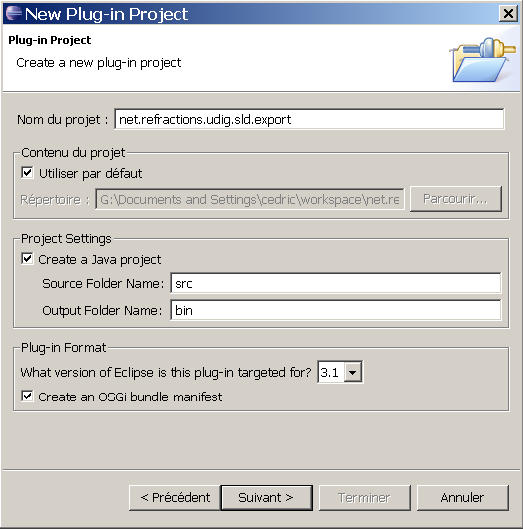 New Plug-in Project
Plug-in Project
Create a new plug-in project
Nom du projet : net.refractions.udig.sld.export
Contenu du projet
Utiliser par défaut
Répertoire : G:\Documents and Settings\cedric\workspace\net.re Parcourir...
Project Settings
Create a Java project
Source Folder Name: src
Output Folder Name: bin
Plug-in Format
What version of Eclipse is this plug-in targeted for? 3.1
Create an OSGi bundle manifest
< Précédent Suivant > Terminer Annuler